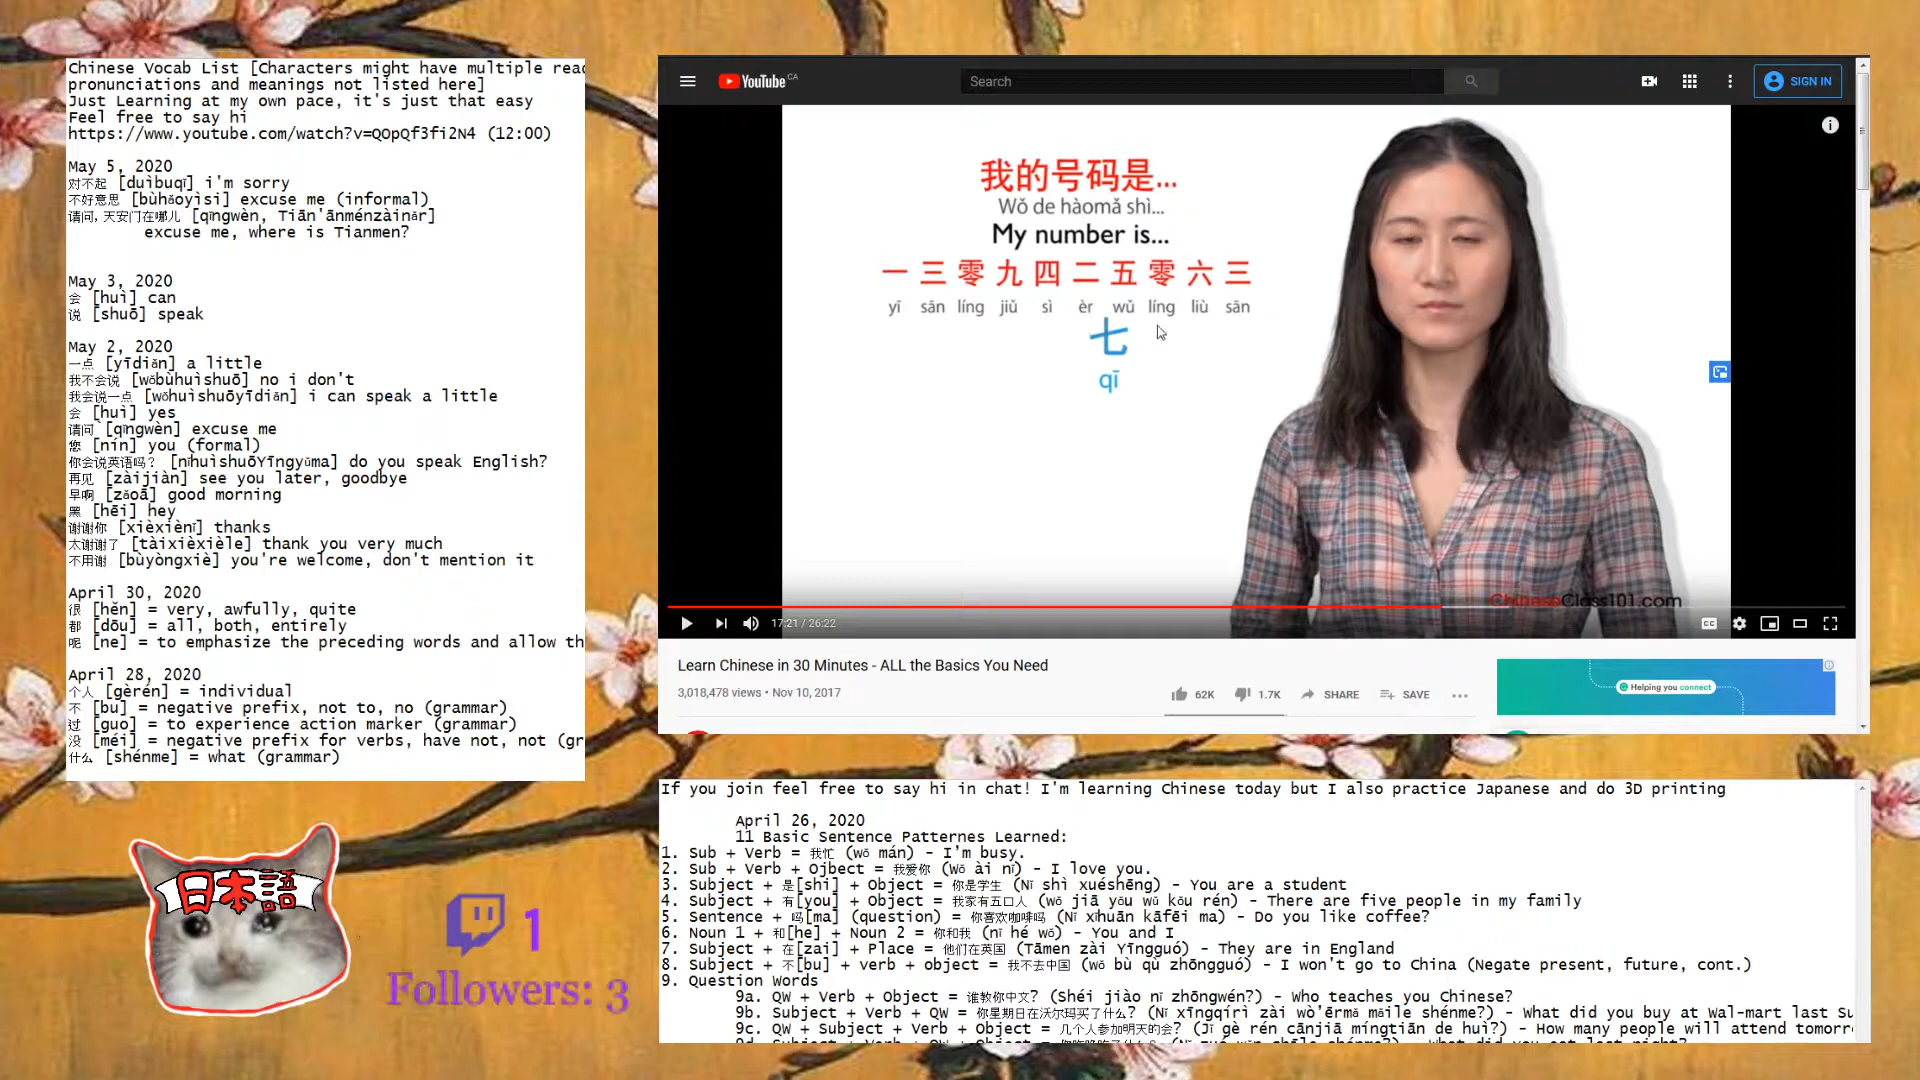 Chinese Vocab List [Characters might have multiple read
pronunciations and meanings not listed here]
Just Learning at my own pace, it's just that easy
Feel free to say hi
https://www.youtube.com/watch?v=QOpQf3fi2N4 (12:00)
May 5, 2020
对不起 [duìbuqǐ] i'm sorry
不好意思 [bùhǎoyìsi] excuse me (informal)
请问，天安门在哪儿 [qǐngwèn, Tiān'ānménzàinǎr]
excuse me, where is Tianmen?
May 3, 2020
会 [huì] can
说 [shuō] speak
May 2, 2020
一点 [yīdiǎn] a little
我不会说 [wǒbùhuìshuō] no i don't
我会说一点 [wǒhuìshuōyīdiǎn] i can speak a little
会 [huì] yes
请问 [qǐngwèn] excuse me
您 [nín] you (formal)
你会说英语吗？ [nǐhuìshuōYīngyǔma] do you speak English?
再见 [zàijiàn] see you later, goodbye
早啊 [zǎoā] good morning
黑 [hēi] hey
谢谢你 [xièxiènǐ] thanks
太谢谢了 [tàixièxièle] thank you very much
不用谢 [bùyòngxiè] you're welcome, don't mention it
April 30, 2020
很 [hěn] = very, awfully, quite
都 [dōu] = all, both, entirely
呢 [ne] = to emphasize the preceding words and allow th
April 28, 2020
个人 [gèrén] = individual
不 [bu] = negative prefix, not to, no (grammar)
过 [guo] = to experience action marker (grammar)
没 [méi] = negative prefix for verbs, have not, not (gr
什么 [shénme] = what (grammar)
YouTube CA
Search
SIGN IN
我的号码是...
Wǒ de hàomǎ shì...
My number is...
一 三 零 九 四 二 五 零 六 三
yī sān líng jiǔ sì èr wǔ líng liù sān
七
qī
ChineseClass101.com
17:21 / 26:22
CC
Learn Chinese in 30 Minutes - ALL the Basics You Need
3,018,478 views • Nov 10, 2017
62K 1.7K SHARE SAVE
Helping you connect
If you join feel free to say hi in chat! I'm learning Chinese today but I also practice Japanese and do 3D printing
April 26, 2020
11 Basic Sentence Patternes Learned:
1. Sub + Verb = 我忙 (wǒ mán) - I'm busy.
2. Sub + Verb + Ojbect = 我爱你 (Wǒ ài nǐ) - I love you.
3. Subject + 是[shi] + Object = 你是学生 (Nǐ shì xuéshēng) - You are a student
4. Subject + 有[you] + Object = 我家有五口人 (wǒ jiā yǒu wǔ kǒu rén) - There are five people in my family
5. Sentence + 吗[ma] (question) = 你喜欢咖啡吗 (Nǐ xǐhuān kāfēi ma) - Do you like coffee?
6. Noun 1 + 和[he] + Noun 2 = 你和我 (nǐ hé wǒ) - You and I
7. Subject + 在[zai] + Place = 他们在英国 (Tāmen zài Yīngguó) - They are in England
8. Subject + 不[bu] + verb + object = 我不去中国 (wǒ bù qù zhōngguó) - I won't go to China (Negate present, future, cont.)
9. Question Words
9a. QW + Verb + Object = 谁教你中文? (Shéi jiào nǐ zhōngwén?) - Who teaches you Chinese?
9b. Subject + Verb + QW = 你星期日在沃尔玛买了什么? (Nǐ xīngqírì zài wò'ěrmǎ mǎile shénme?) - What did you buy at Wal-mart last Su
9c. QW + Subject + Verb + Object = 几个人参加明天的会? (Jǐ gè rén cānjiā míngtiān de huì?) - How many people will attend tomorr
日本語
1
Followers: 3